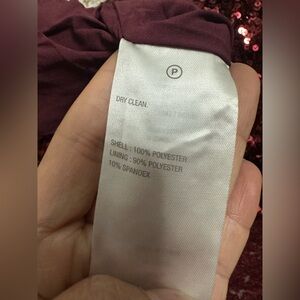 P
DRY CLEAN.
SHELL : 100% POLYESTER
LINING : 90% POLYESTER
10% SPANDEX